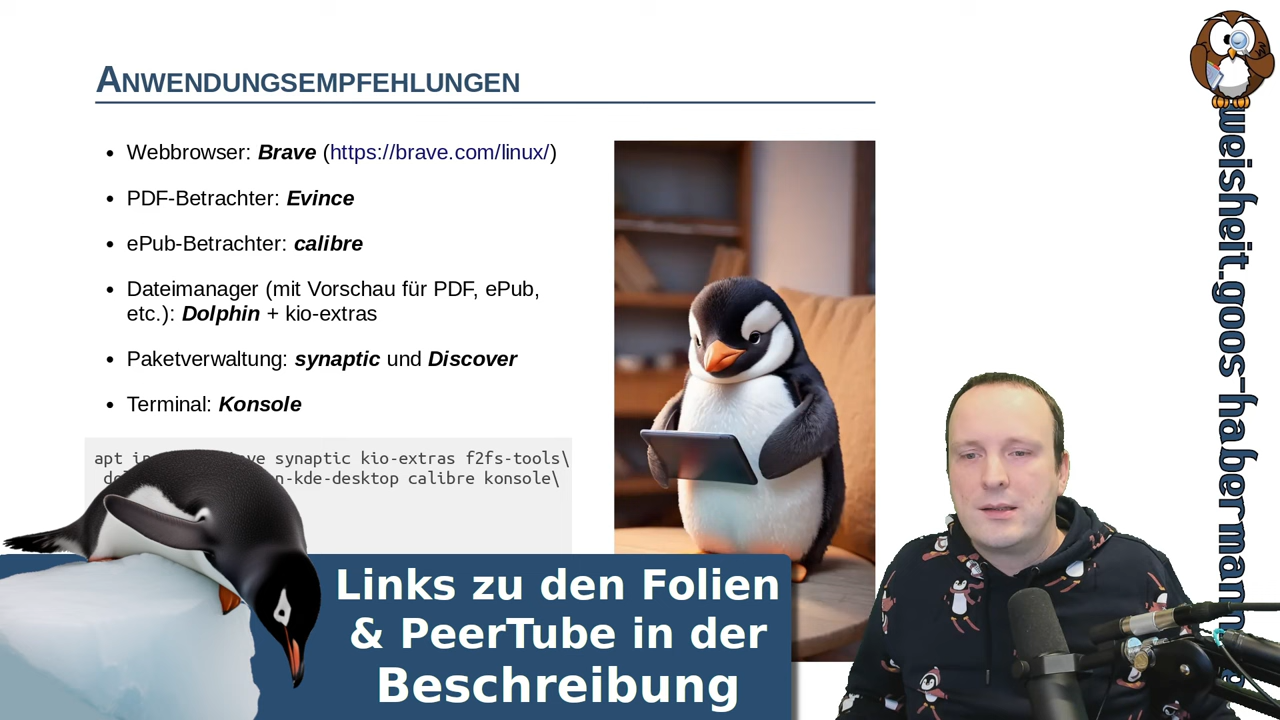 ANWENDUNGSEMPFEHLUNGEN
• Webbrowser: Brave (https://brave.com/linux/)
• PDF-Betrachter: Evince
• ePub-Betrachter: calibre
• Dateimanager (mit Vorschau für PDF, ePub,
etc.): Dolphin + kio-extras
• Paketverwaltung: synaptic und Discover
• Terminal: Konsole
apt synaptic kio-extras f2fs-tools\
-kde-desktop calibre konsole\
Links zu den Folien
& PeerTube in der
Beschreibung
weisheit.goos-habermann